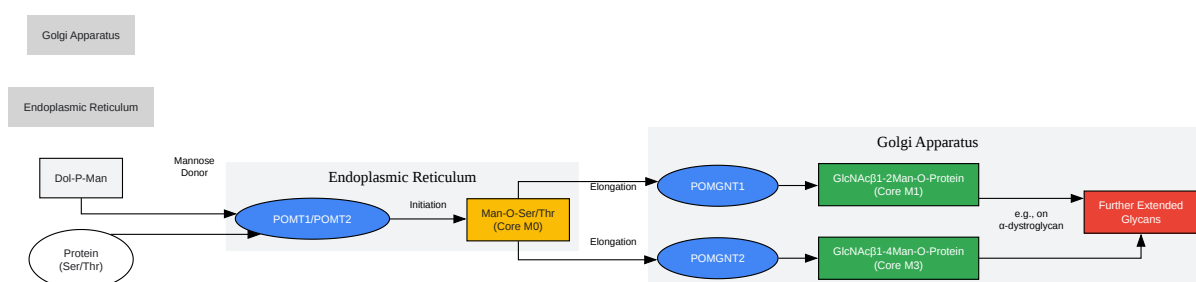 Golgi Apparatus
Endoplasmic Reticulum
Dol-P-Man
Mannose
Donor
Protein
(Ser/Thr)
Endoplasmic Reticulum
POMT1/POMT2
Initiation
Man-O-Ser/Thr
(Core M0)
Elongation
Elongation
Golgi Apparatus
POMGNT1
GlcNAcβ1-2Man-O-Protein
(Core M1)
POMGNT2
GlcNAcβ1-4Man-O-Protein
(Core M3)
e.g., on
α-dystroglycan
Further Extended
Glycans